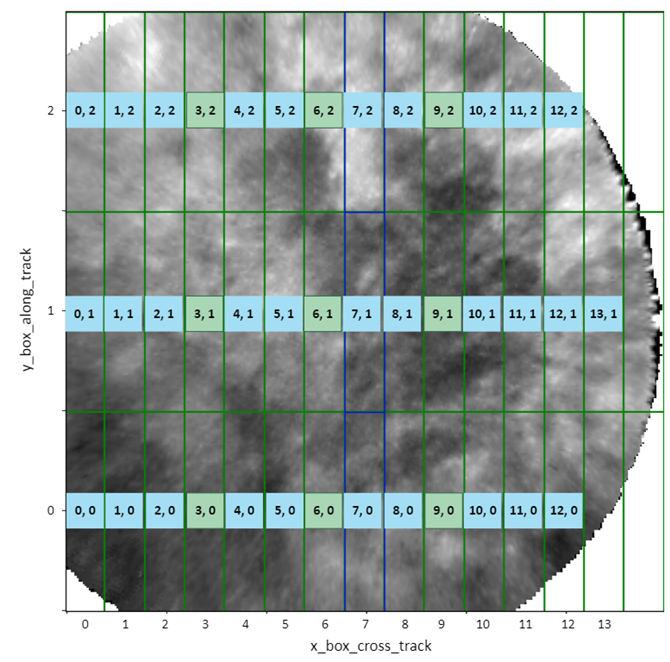 2
0, 2 1, 2 2, 2 3, 2 4, 2 5, 2 6, 2 7, 2 8, 2 9, 2 10, 2 11, 2 12, 2
y_box_along_track
1
0, 1 1, 1 2, 1 3, 1 4, 1 5, 1 6, 1 7, 1 8, 1 9, 1 10, 1 11, 1 12, 1 13, 1
0
0, 0 1, 0 2, 0 3, 0 4, 0 5, 0 6, 0 7, 0 8, 0 9, 0 10, 0 11, 0 12, 0
0 1 2 3 4 5 6 7 8 9 10 11 12 13
x_box_cross_track